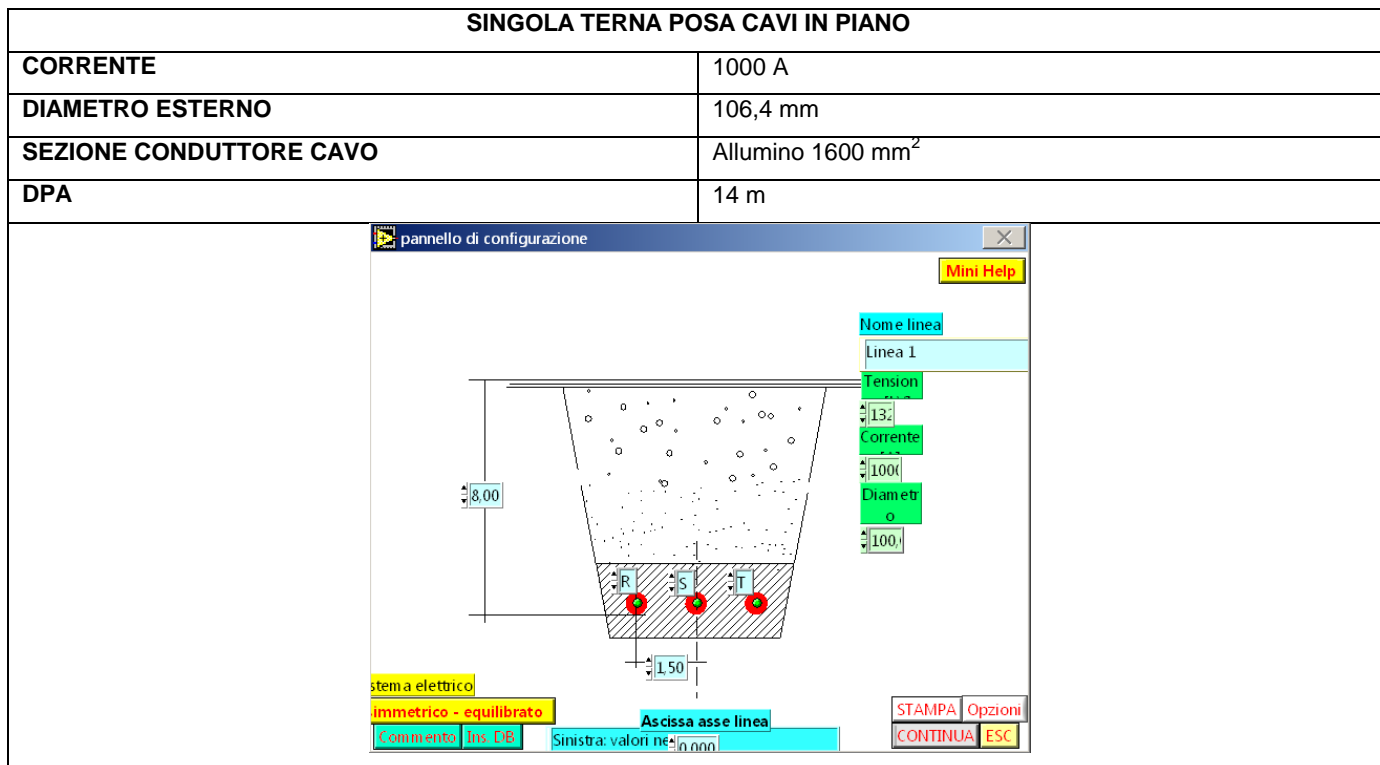 SINGOLA TERNA POSA CAVI IN PIANO
CORRENTE 1000 A
DIAMETRO ESTERNO 106,4 mm
SEZIONE CONDUTTORE CAVO Allumino 1600 mm²
DPA 14 m
pannello di configurazione
Mini Help
Nome linea
Linea 1
Tension
132
Corrente
8,00
100
Diametr
o
100,
R S T
1,50
stema elettrico
immetrico - equilibrato
Commento Ins. DB
Ascissa asse linea
Sinistra: valori ne
0,000
STAMPA Opzioni
CONTINUA ESC